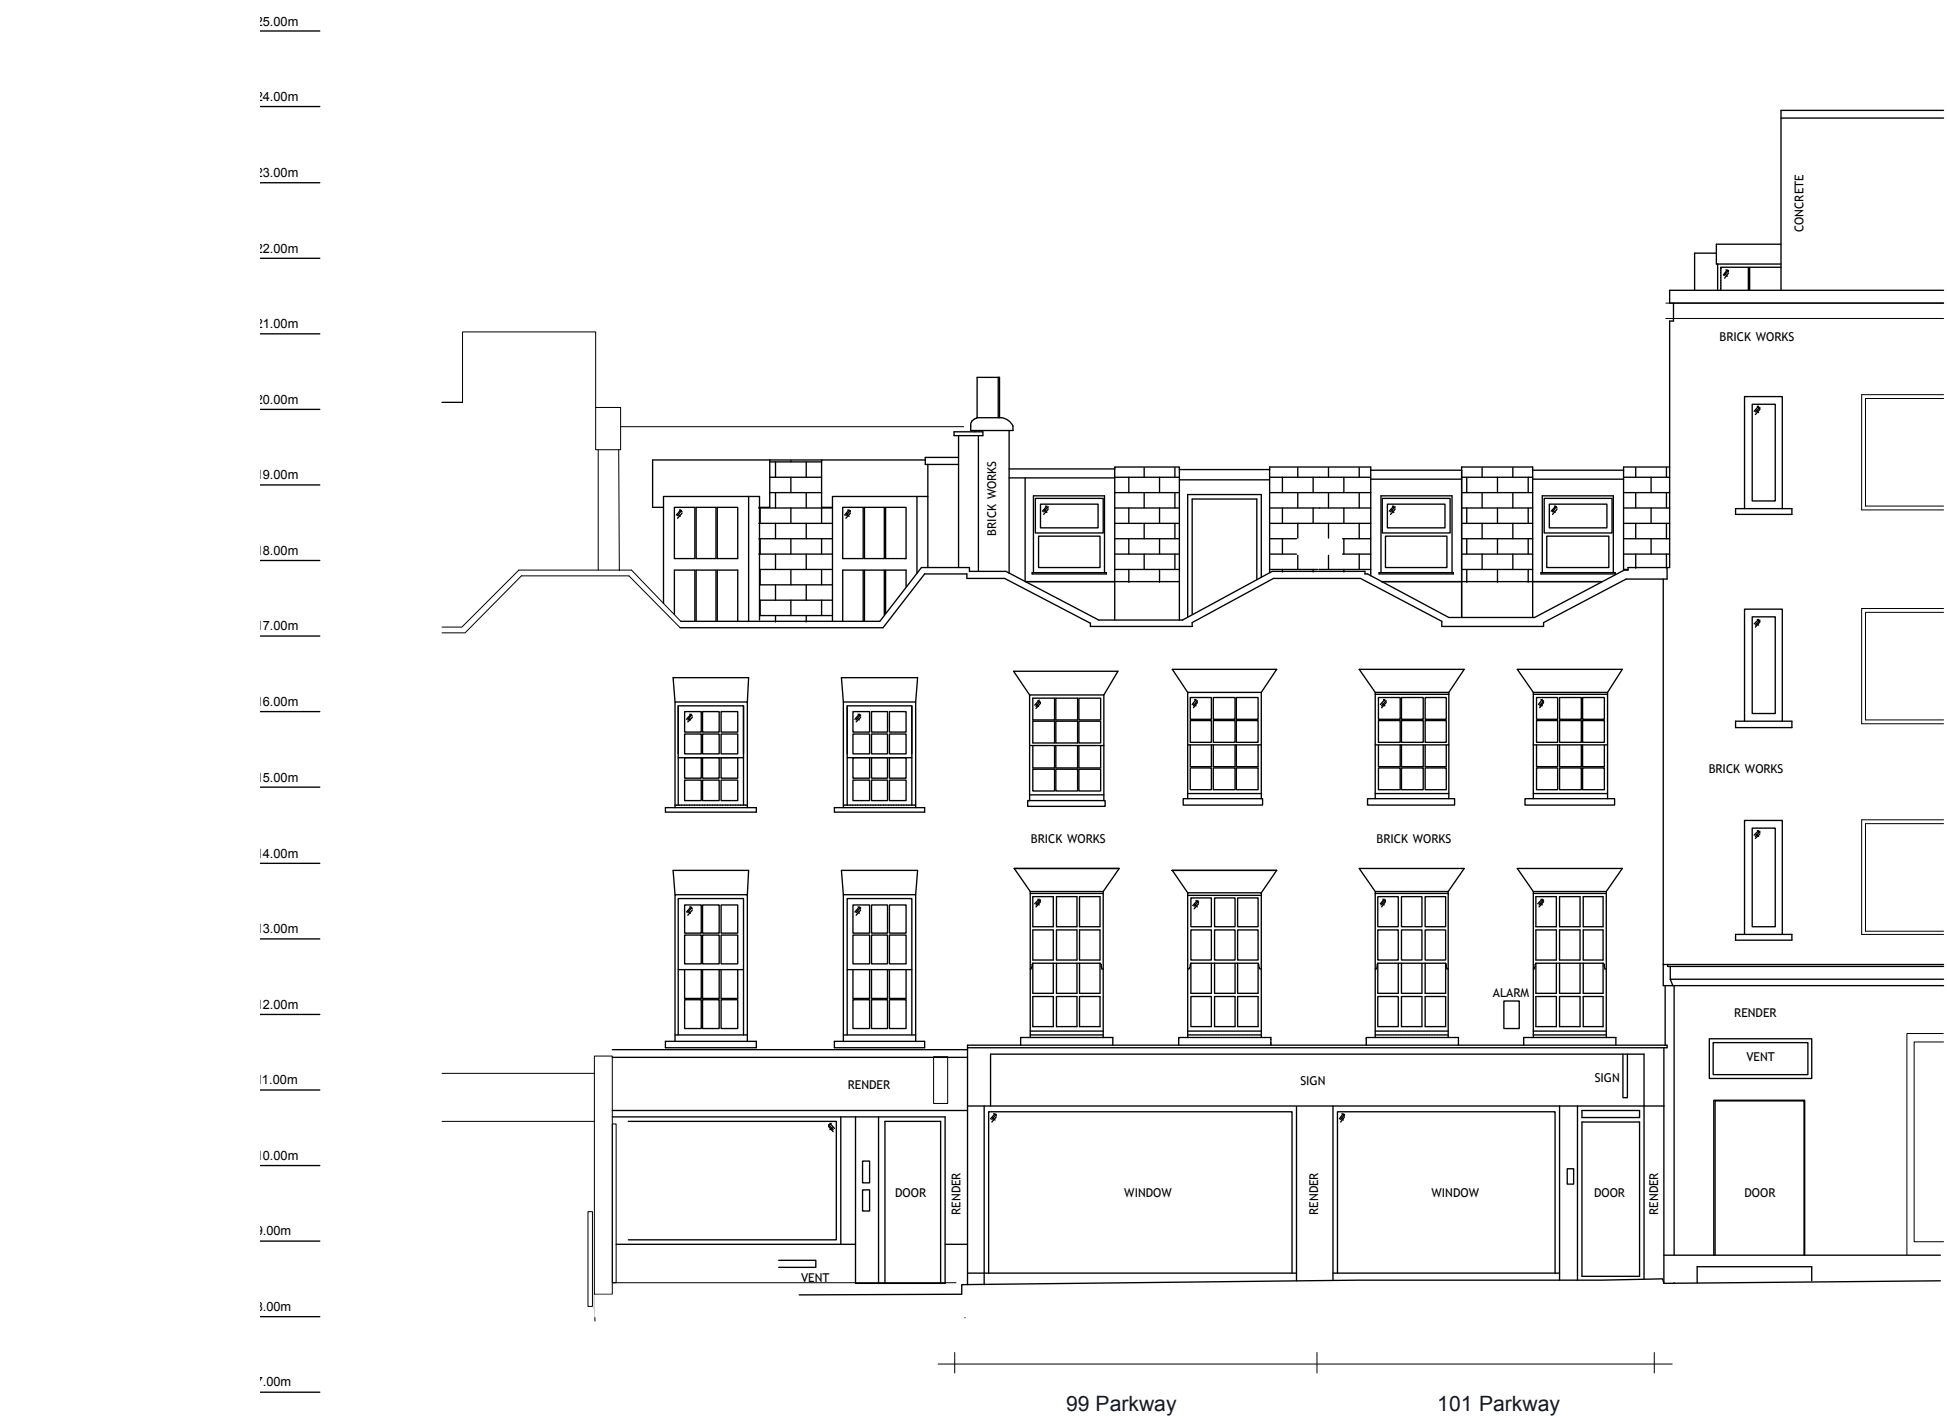 25.00m
24.00m
23.00m
22.00m
21.00m
20.00m
19.00m
18.00m
17.00m
16.00m
15.00m
14.00m
13.00m
12.00m
11.00m
10.00m
9.00m
8.00m
7.00m
CONCRETE
BRICK WORKS
BRICK WORKS
BRICK WORKS
BRICK WORKS
BRICK WORKS
ALARM
RENDER
VENT
SIGN
SIGN
RENDER
DOOR
RENDER
WINDOW
RENDER
WINDOW
DOOR
RENDER
DOOR
VENT
99 Parkway
101 Parkway